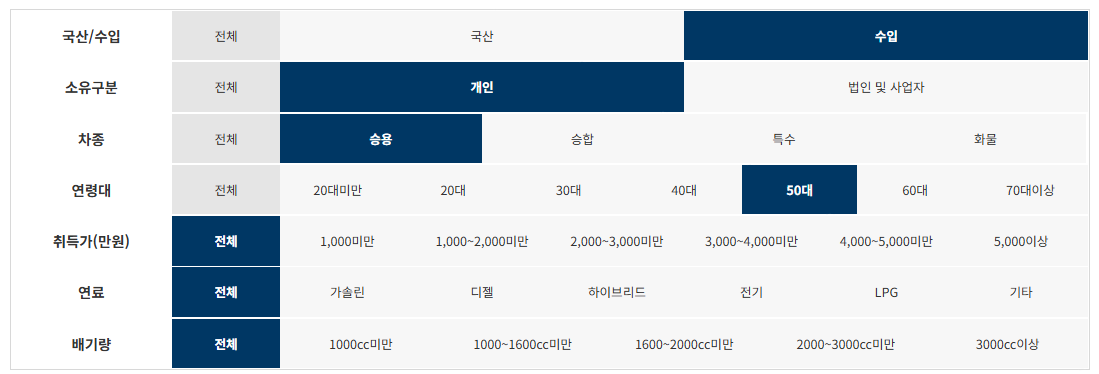 국산/수입 전체 국산 수입
소유구분 전체 개인 법인 및 사업자
차종 전체 승용 승합 특수 화물
연령대 전체 20대미만 20대 30대 40대 50대 60대 70대이상
취득가(만원) 전체 1,000미만 1,000~2,000미만 2,000~3,000미만 3,000~4,000미만 4,000~5,000미만 5,000이상
연료 전체 가솔린 디젤 하이브리드 전기 LPG 기타
배기량 전체 1000cc미만 1000~1600cc미만 1600~2000cc미만 2000~3000cc미만 3000cc이상